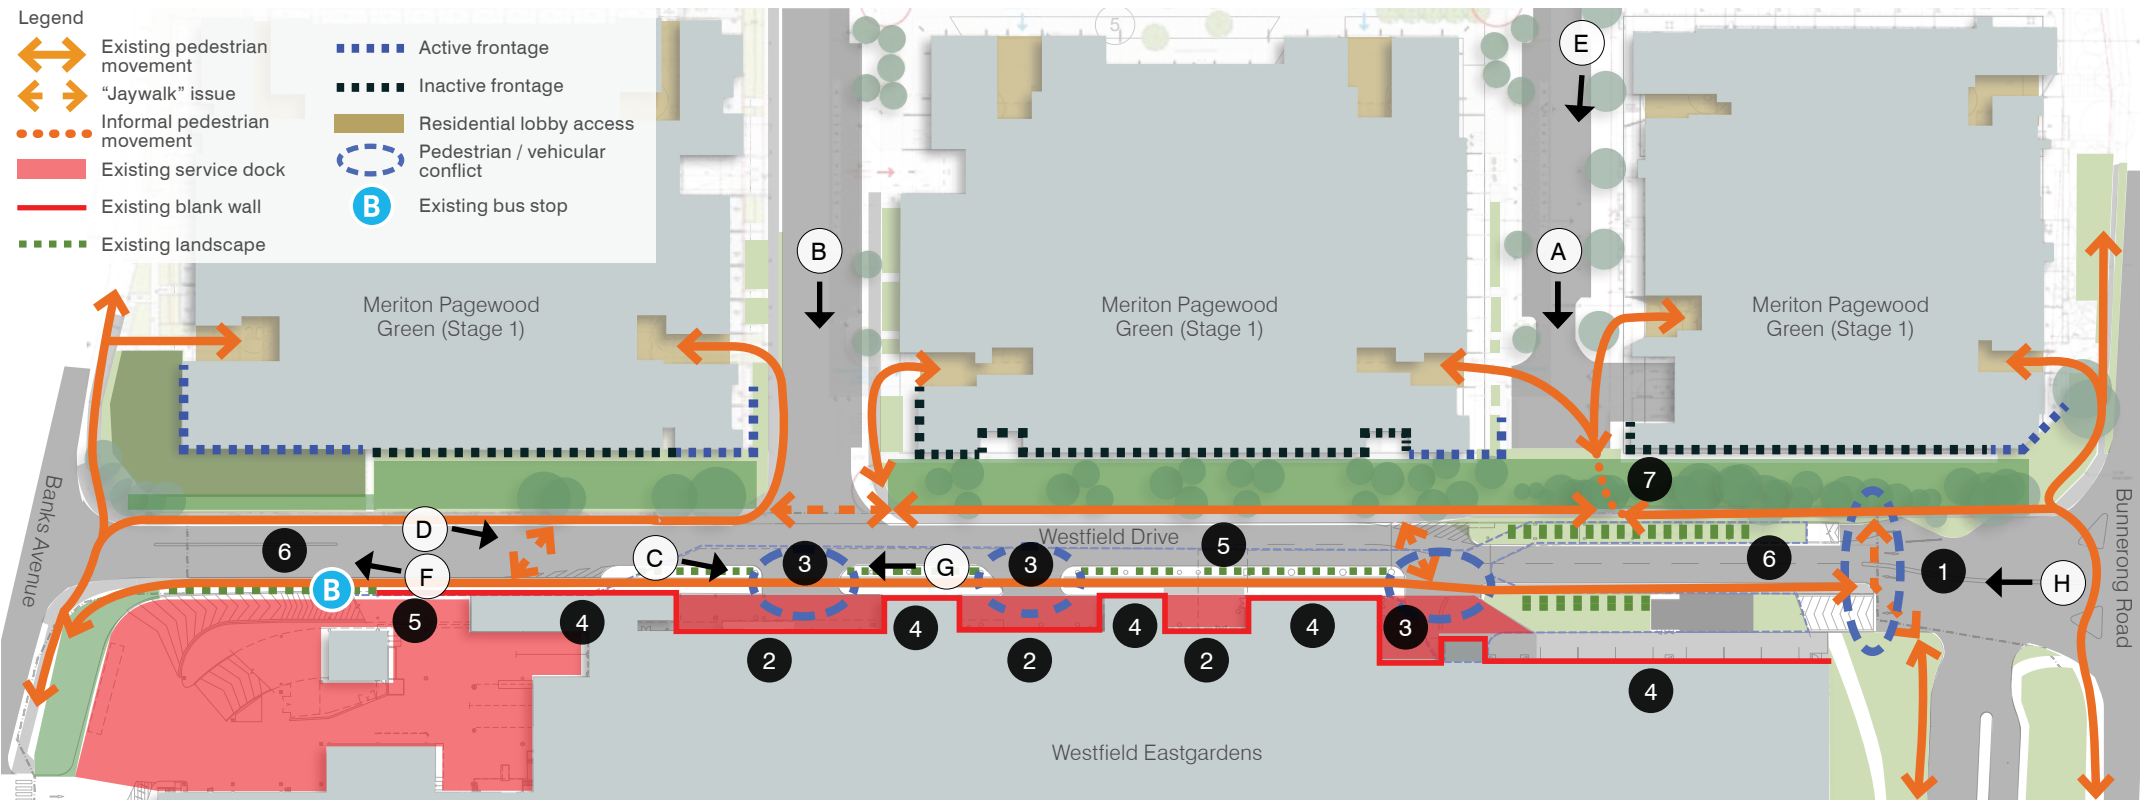 Legend
Existing pedestrian
movement
“Jaywalk” issue
Informal pedestrian
movement
Existing service dock
Existing blank wall
Existing landscape
Active frontage
Inactive frontage
Residential lobby access
Pedestrian / vehicular
conflict
B
Existing bus stop
5
E
B
A
Meriton Pagewood
Green (Stage 1)
Meriton Pagewood
Green (Stage 1)
Meriton Pagewood
Green (Stage 1)
7
Banks Avenue
Bunnerong Road
D
6
Westfield Drive
5
6
C
3
G
3
1
H
F
B
5
4
4
4
4
3
2
2
2
4
Westfield Eastgardens